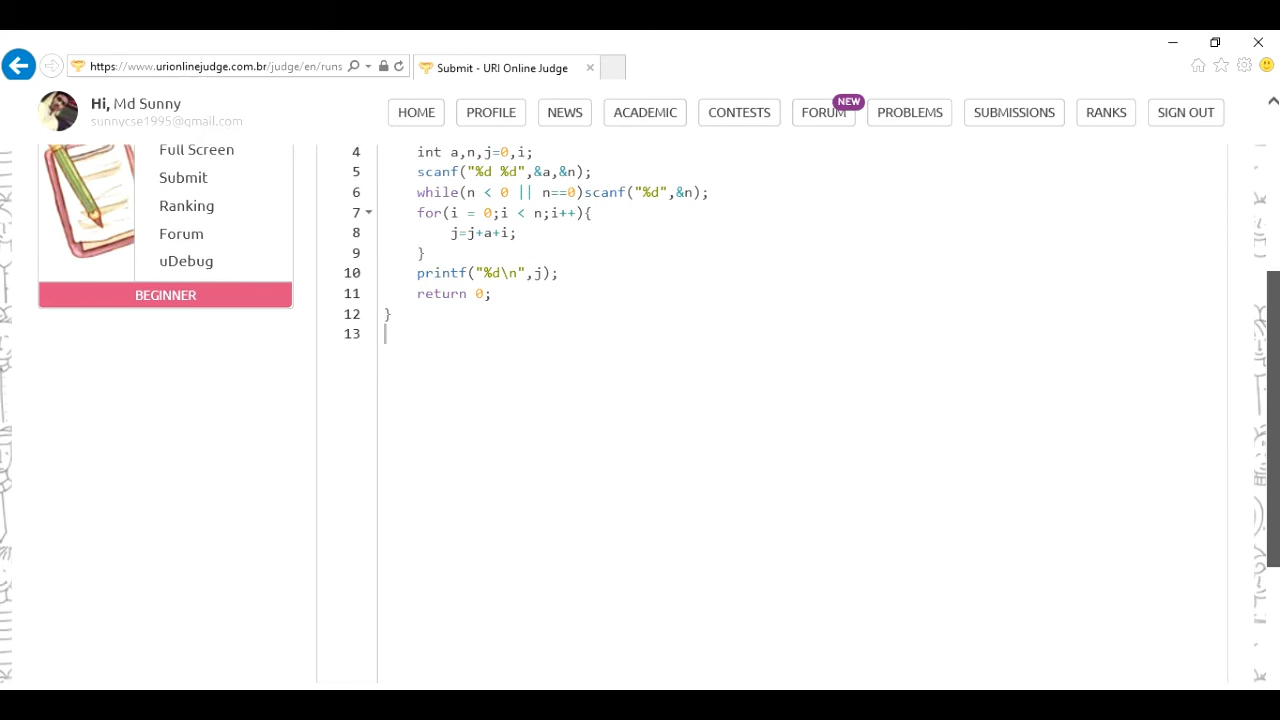 https://www.urionlinejudge.com.br/judge/en/runs
Submit - URI Online Judge
Hi, Md Sunny
sunnycse1995@gmail.com
HOME
PROFILE
NEWS
ACADEMIC
CONTESTS
FORUM
NEW
PROBLEMS
SUBMISSIONS
RANKS
SIGN OUT
Full Screen
Submit
Ranking
Forum
uDebug
BEGINNER
4 int a,n,j=0,i;
5 scanf("%d %d",&a,&n);
6 while(n < 0 || n==0)scanf("%d",&n);
7 for(i = 0;i < n;i++){
8 j=j+a+i;
9 }
10 printf("%d\n",j);
11 return 0;
12 }
13